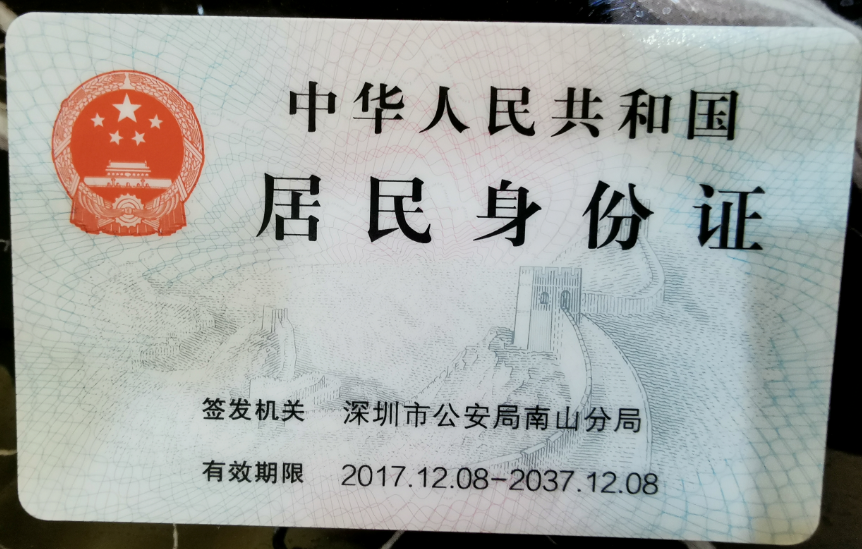 中华人民共和国
居民身份证
签发机关 深圳市公安局南山分局
有效期限 2017.12.08-2037.12.08